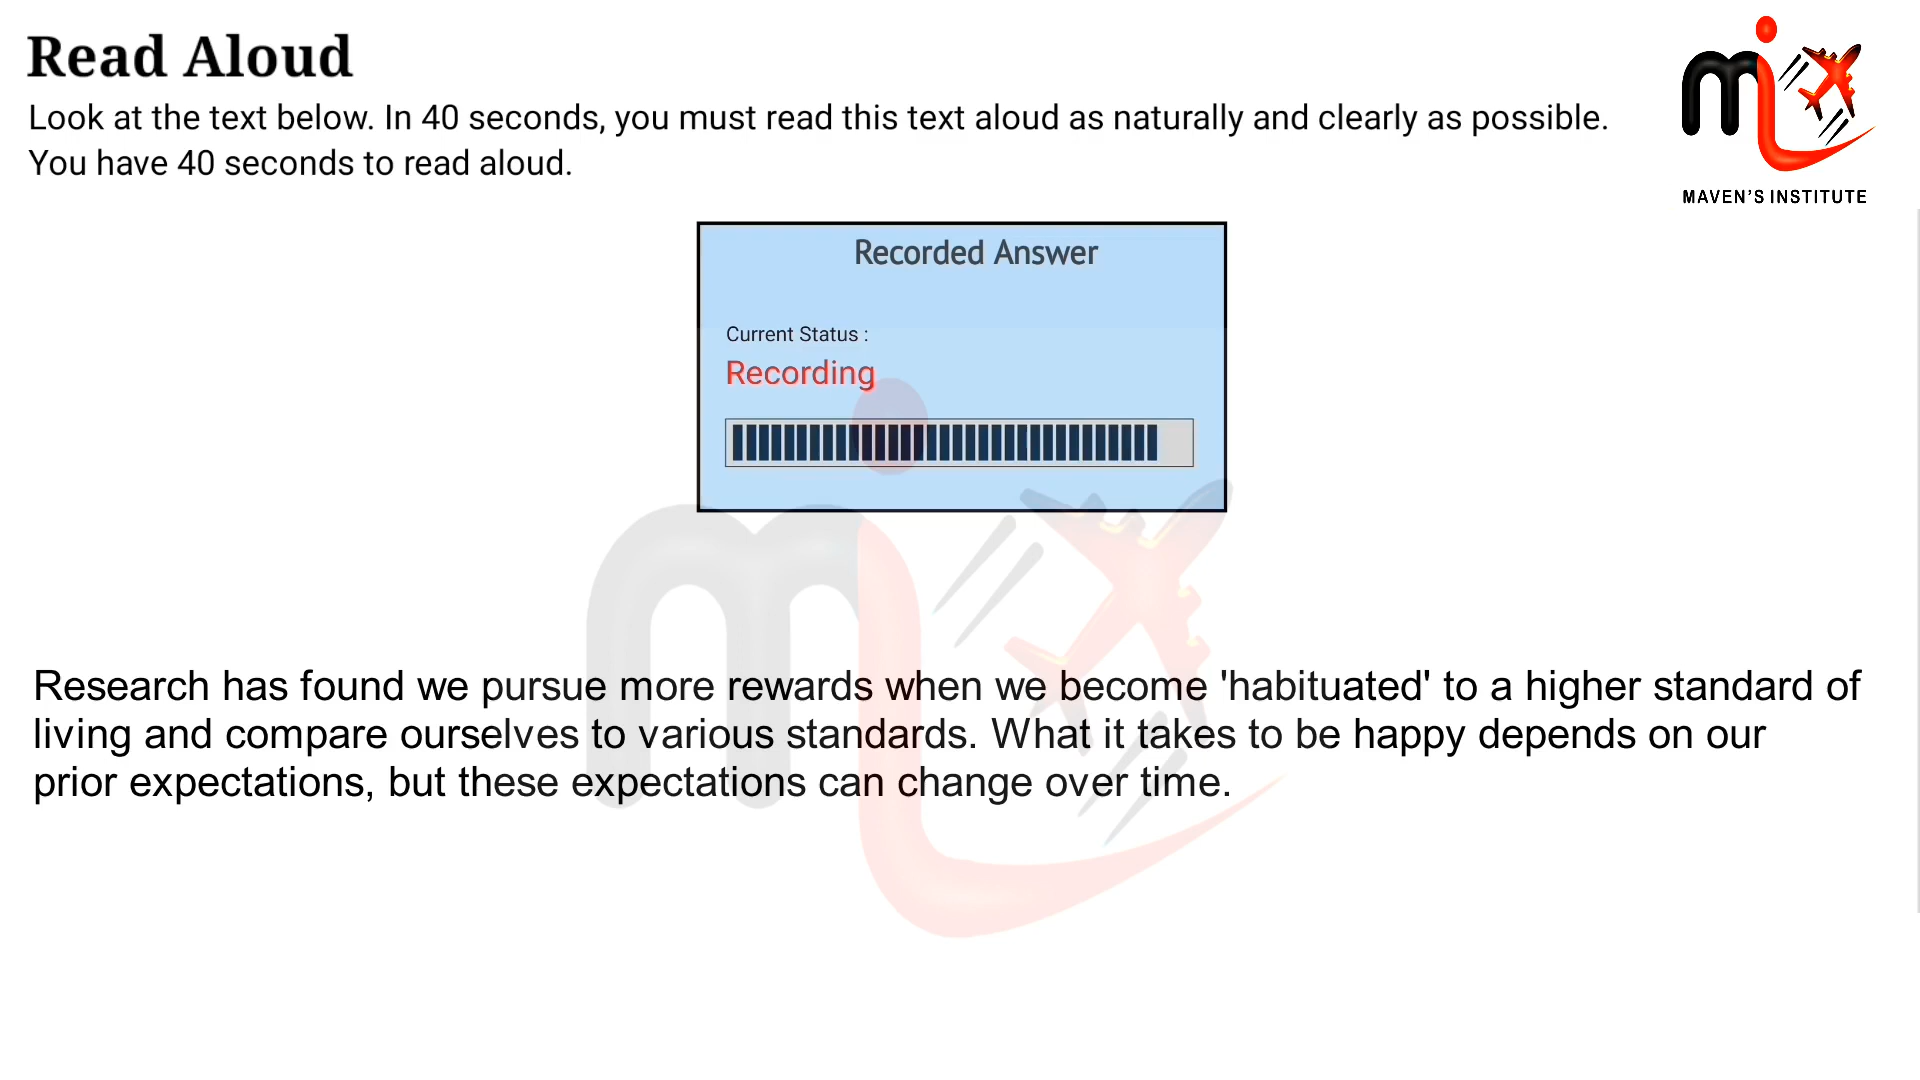 Read Aloud
Look at the text below. In 40 seconds, you must read this text aloud as naturally and clearly as possible.
You have 40 seconds to read aloud.
MAVEN'S INSTITUTE
Recorded Answer
Current Status :
Recording
Research has found we pursue more rewards when we become 'habituated' to a higher standard of
living and compare ourselves to various standards. What it takes to be happy depends on our
prior expectations, but these expectations can change over time.